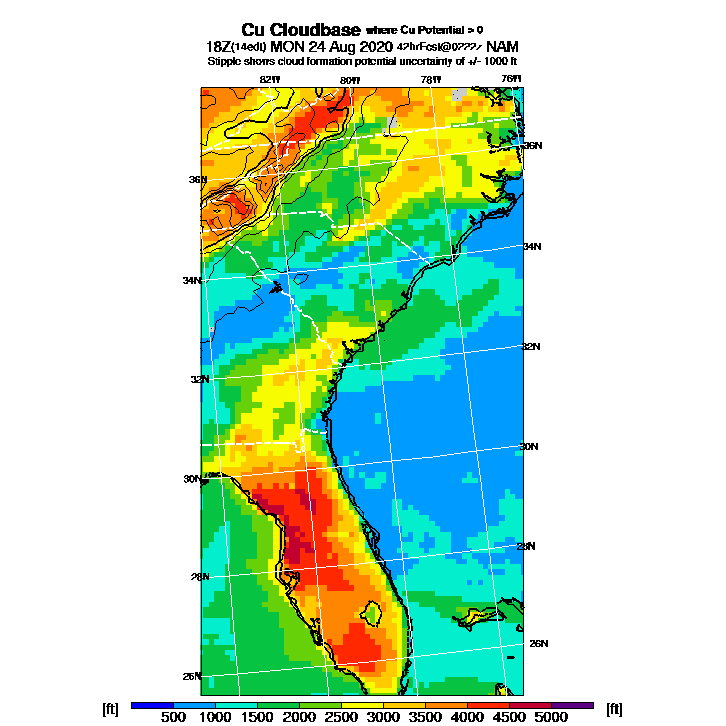 Cu Cloudbase where Cu Potential > 0
18Z(14edt) MON 24 Aug 2020 NAM
Stipple shows cloud formation potential uncertainty of +/- 1000 ft
82W 80W 78W 76W
36N
36N
34N
34N
32N
32N
30N
30N
28N
28N
26N
26N
[ft] [ft]
500 1000 1500 2000 2500 3000 3500 4000 4500 5000